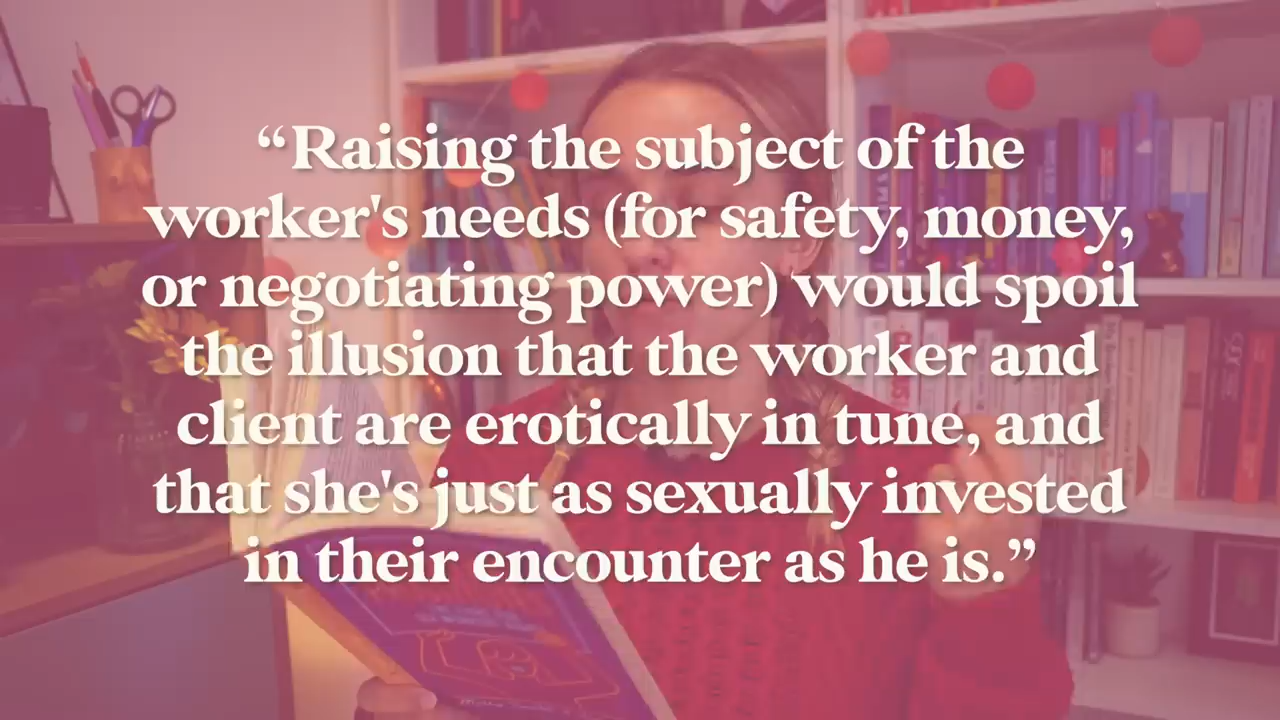 “Raising the subject of the
worker's needs (for safety, money,
or negotiating power) would spoil
the illusion that the worker and
client are erotically in tune, and
that she's just as sexually invested
in their encounter as he is.”